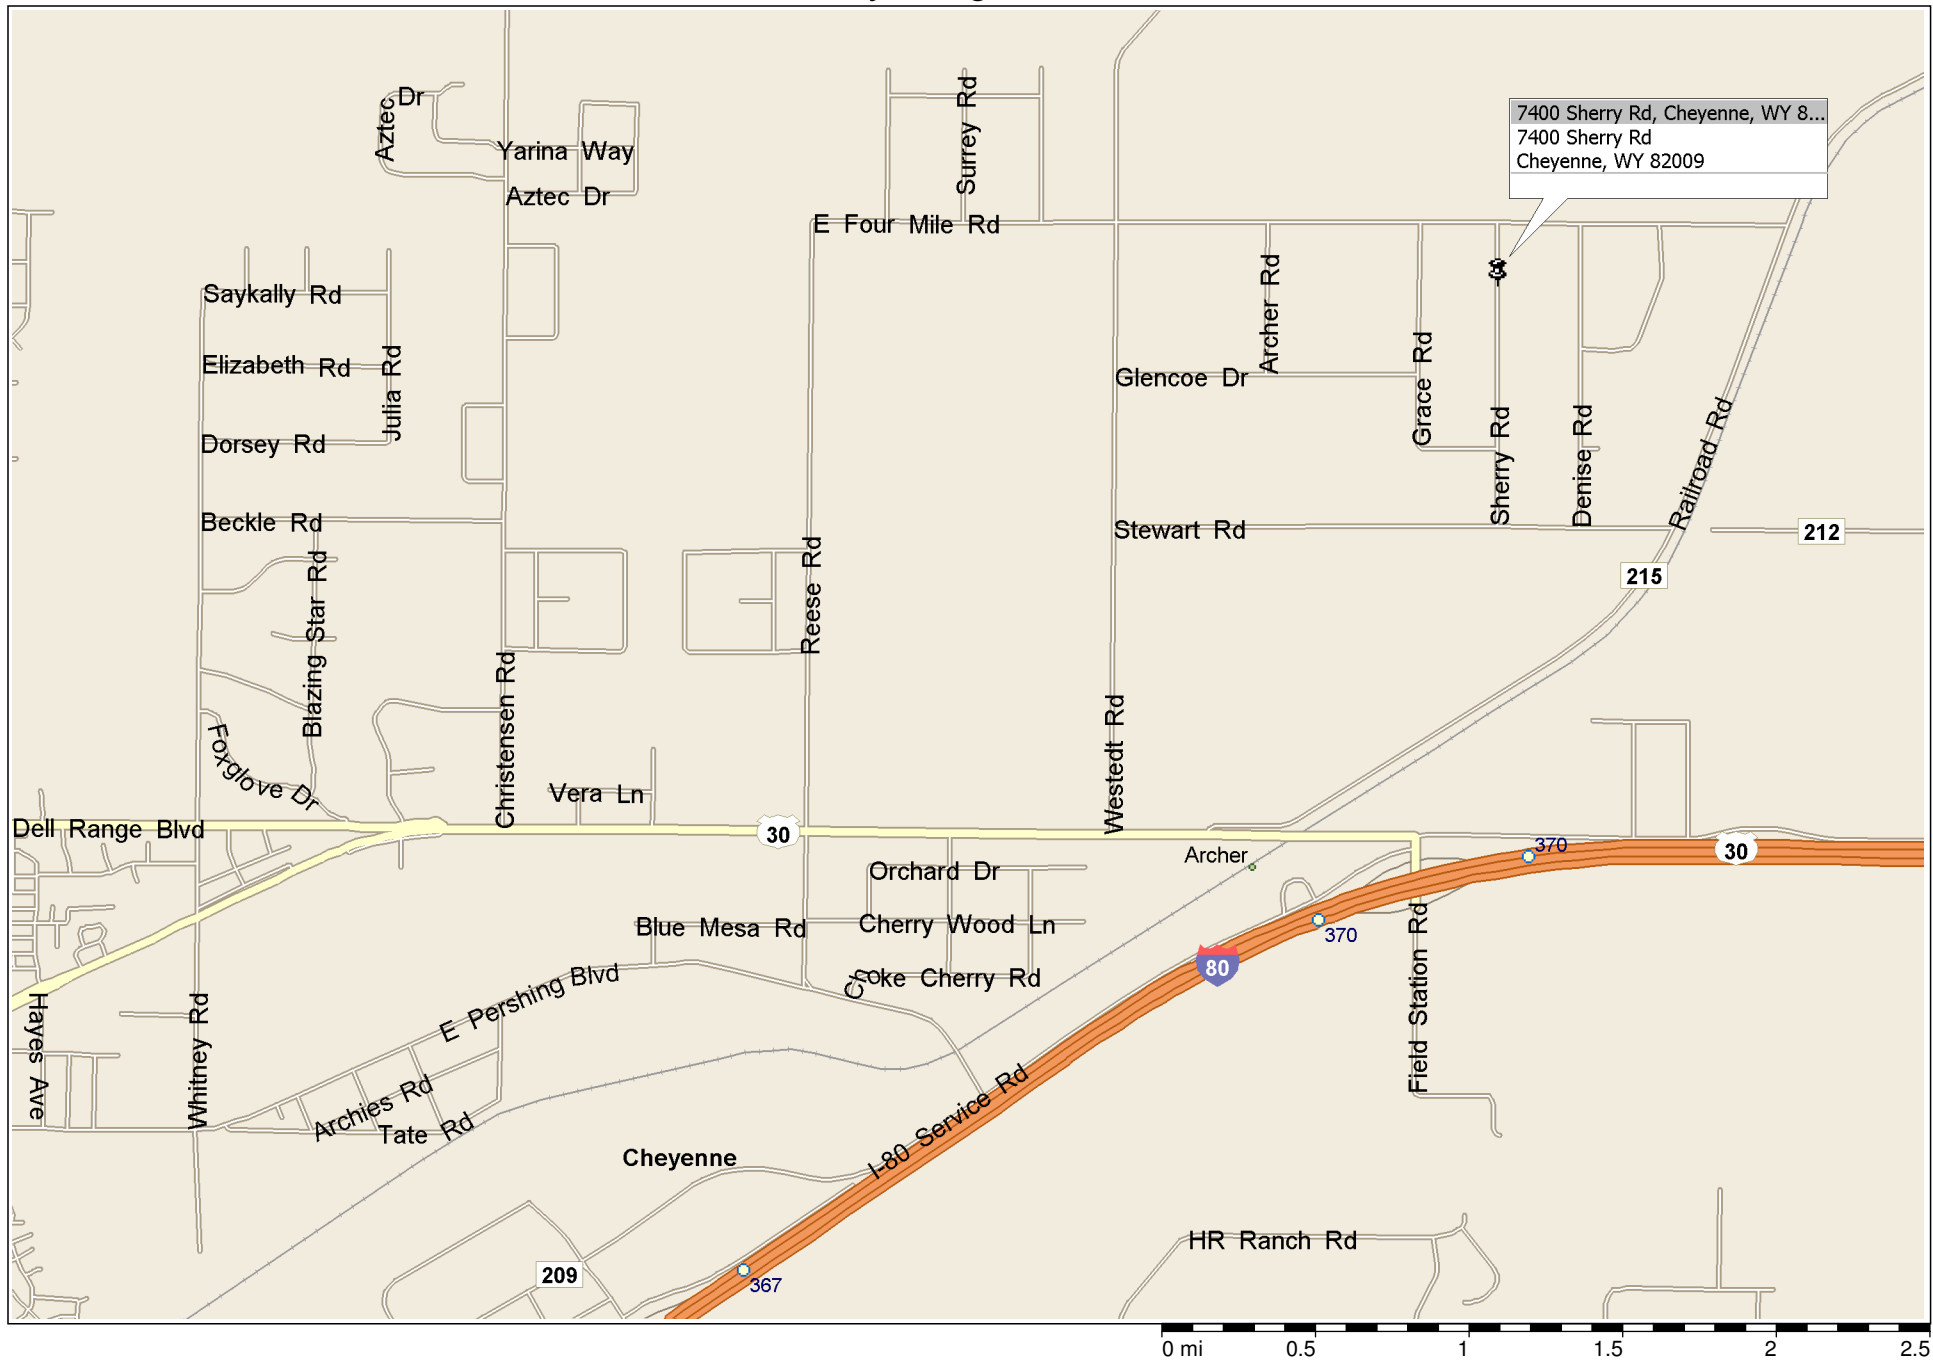 Aztec Dr
Yarina Way
Aztec Dr
Surrey Rd
7400 Sherry Rd, Cheyenne, WY 8...
7400 Sherry Rd
Cheyenne, WY 82009
E Four Mile Rd
Saykally Rd
Elizabeth Rd
Julia Rd
Dorsey Rd
Archer Rd
Glencoe Dr
Grace Rd
Sherry Rd
Denise Rd
Railroad Rd
Beckle Rd
Stewart Rd
212
215
Blazing Star Rd
Reese Rd
Christensen Rd
Westedt Rd
Foxglove Dr
Vera Ln
Dell Range Blvd
30
Archer
370
30
Orchard Dr
Blue Mesa Rd
Cherry Wood Ln
370
80
Choke Cherry Rd
E Pershing Blvd
Field Station Rd
Hayes Ave
Whitney Rd
Archies Rd
Tate Rd
I-80 Service Rd
Cheyenne
HR Ranch Rd
209
367
0 mi 0.5 1 1.5 2 2.5